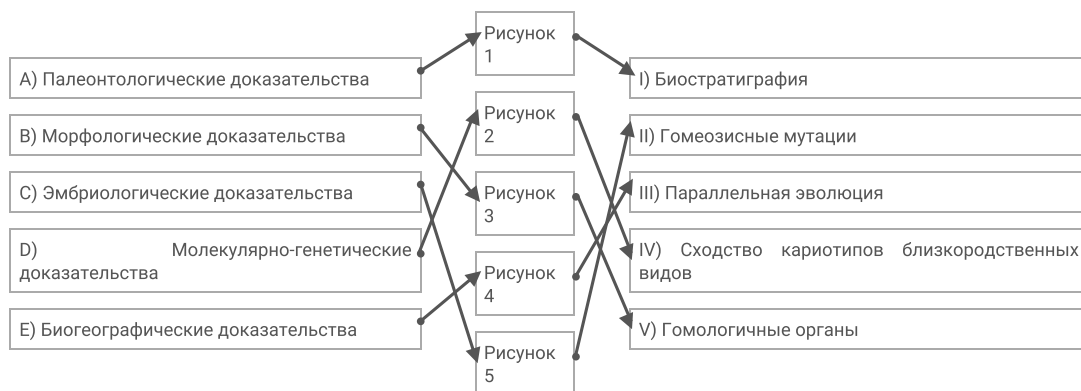 A) Палеонтологические доказательства
B) Морфологические доказательства
C) Эмбриологические доказательства
D) Молекулярно-генетические
доказательства
E) Биогеографические доказательства
Рисунок
1
Рисунок
2
Рисунок
3
Рисунок
4
Рисунок
5
I) Биостратиграфия
II) Гомеозисные мутации
III) Параллельная эволюция
IV) Сходство кариотипов близкородственных
видов
V) Гомологичные органы